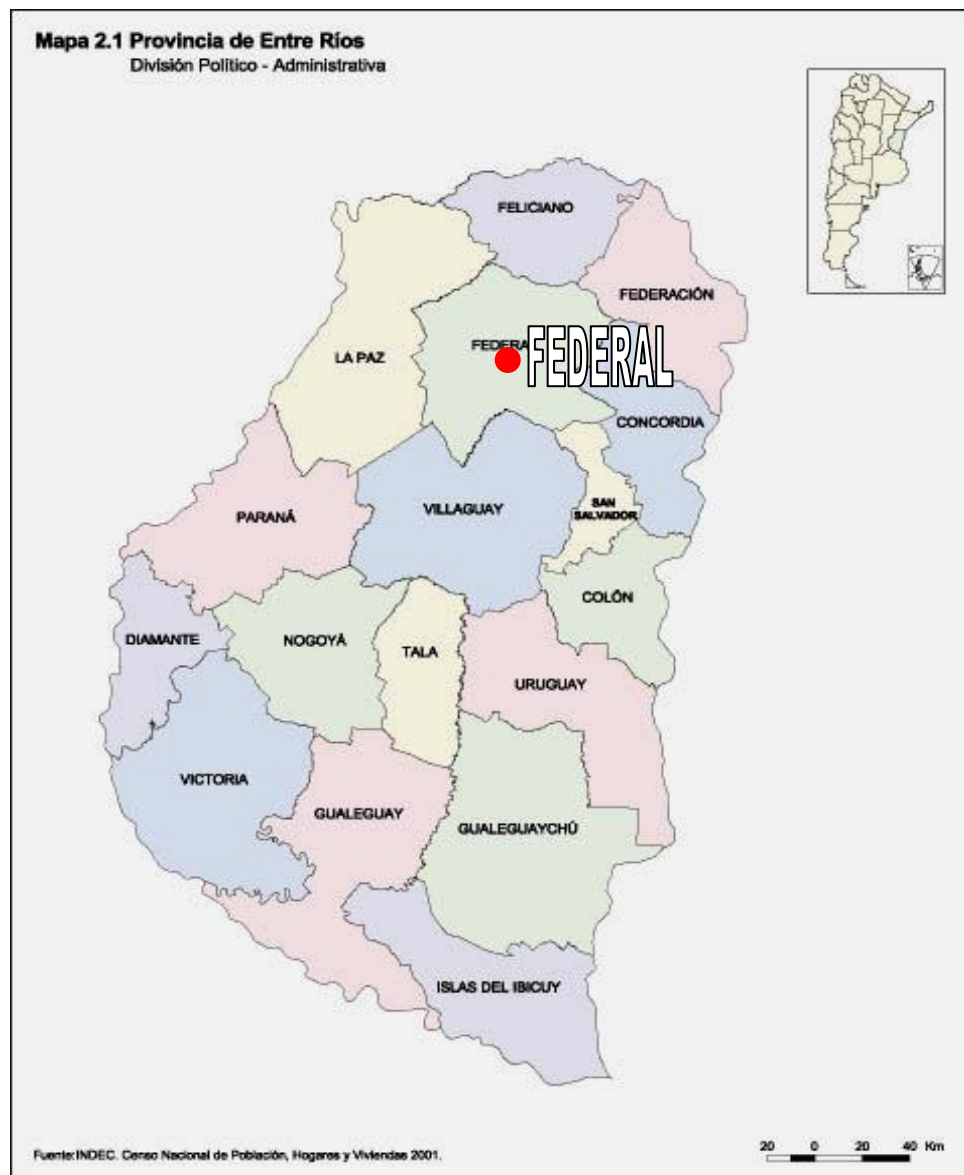 Mapa 2.1 Provincia de Entre Ríos
División Político - Administrativa
FELICIANO
FEDERACIÓN
FEDERAL
LA PAZ
CONCORDIA
SAN
SALVADOR
VILLAGUAY
PARANÁ
COLÓN
DIAMANTE
NOGOYÁ
TALA
URUGUAY
VICTORIA
GUALEGUAY
GUALEGUAYCHÚ
ISLAS DEL IBICUY
Fuente:INDEC. Censo Nacional de Población, Hogares y Viviendas 2001.
20 0 20 40 Km